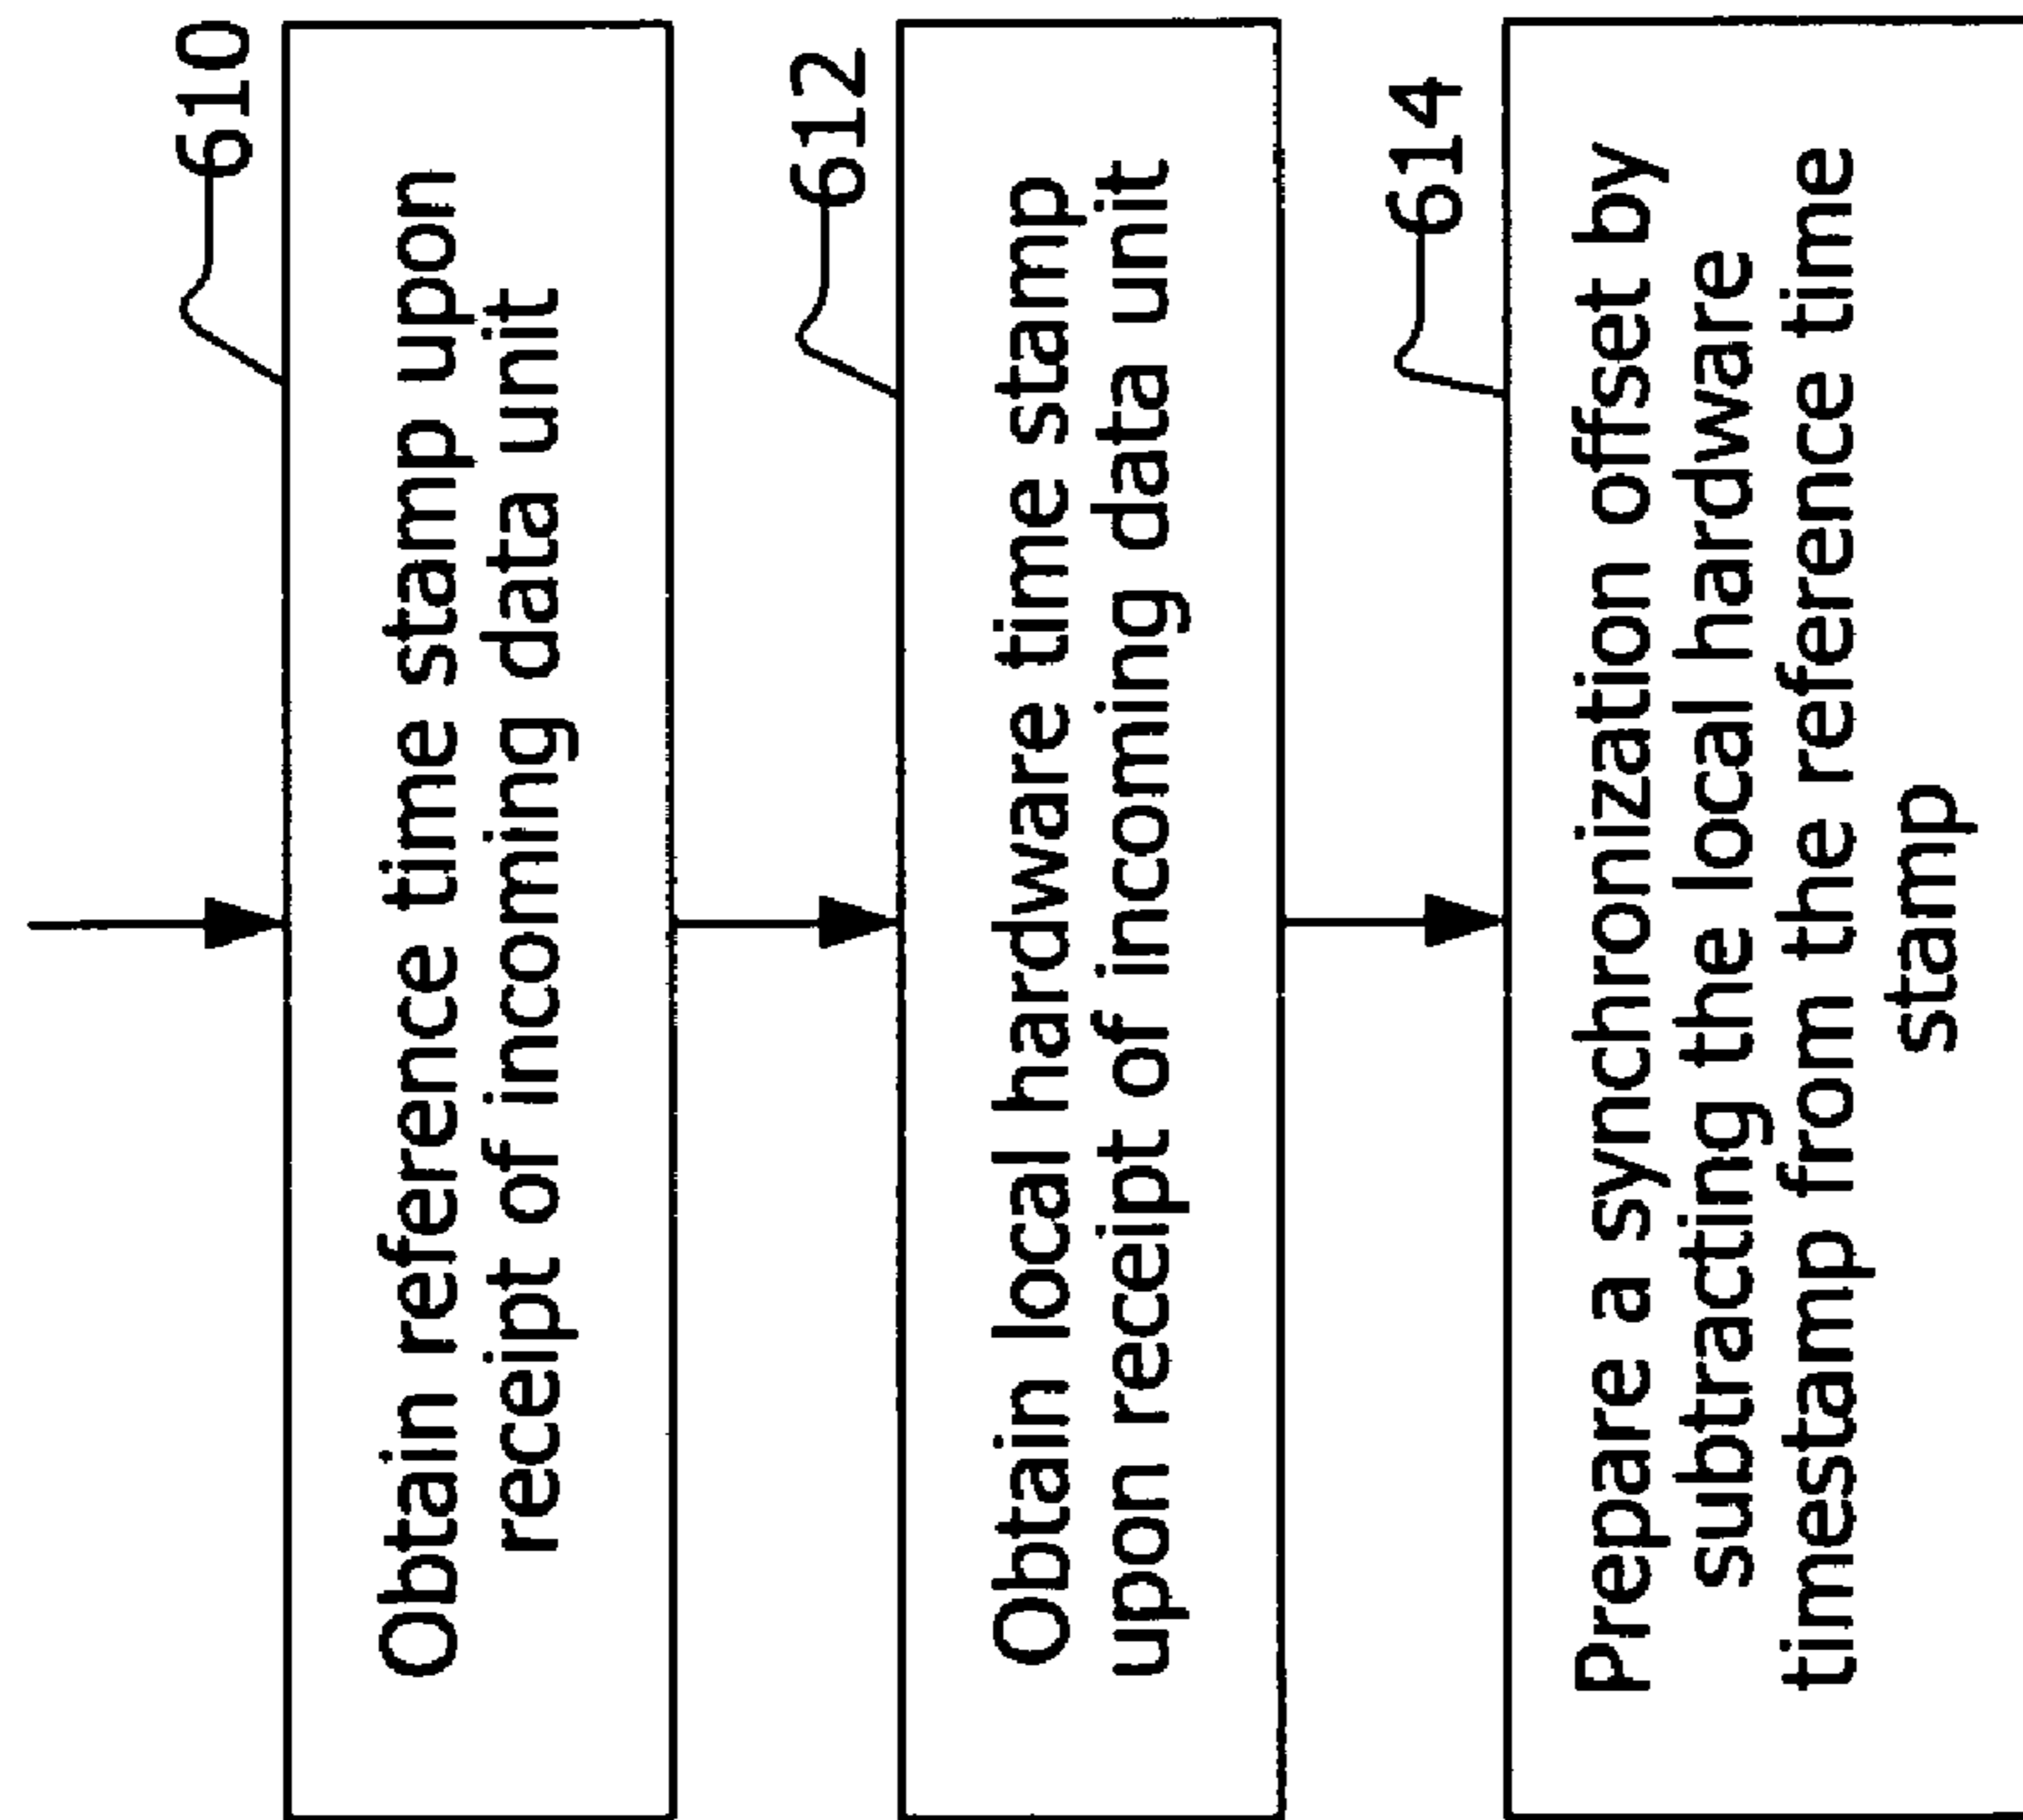 610
Obtain reference time stamp upon
receipt of incoming data unit
612
Obtain local hardware time stamp
upon receipt of incoming data unit
614
Prepare a synchronization offset by
subtracting the local hardware
timestamp from the reference time
stamp